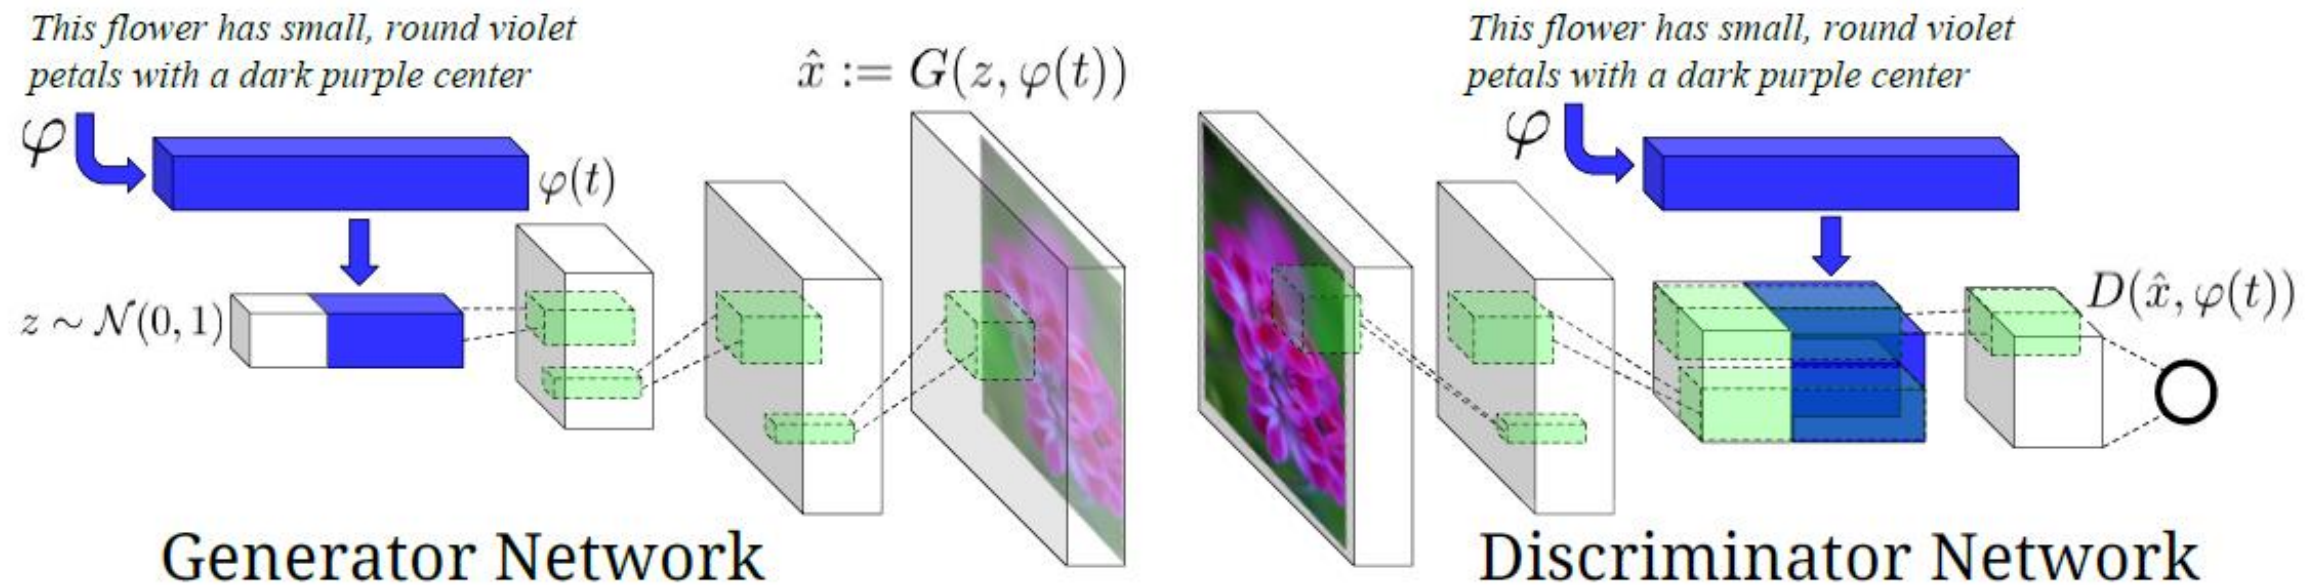 This flower has small, round violet
petals with a dark purple center
φ
φ(t)
z ~ N(0, 1)
x̂ := G(z, φ(t))
Generator Network
This flower has small, round violet
petals with a dark purple center
φ
D(x̂, φ(t))
Discriminator Network